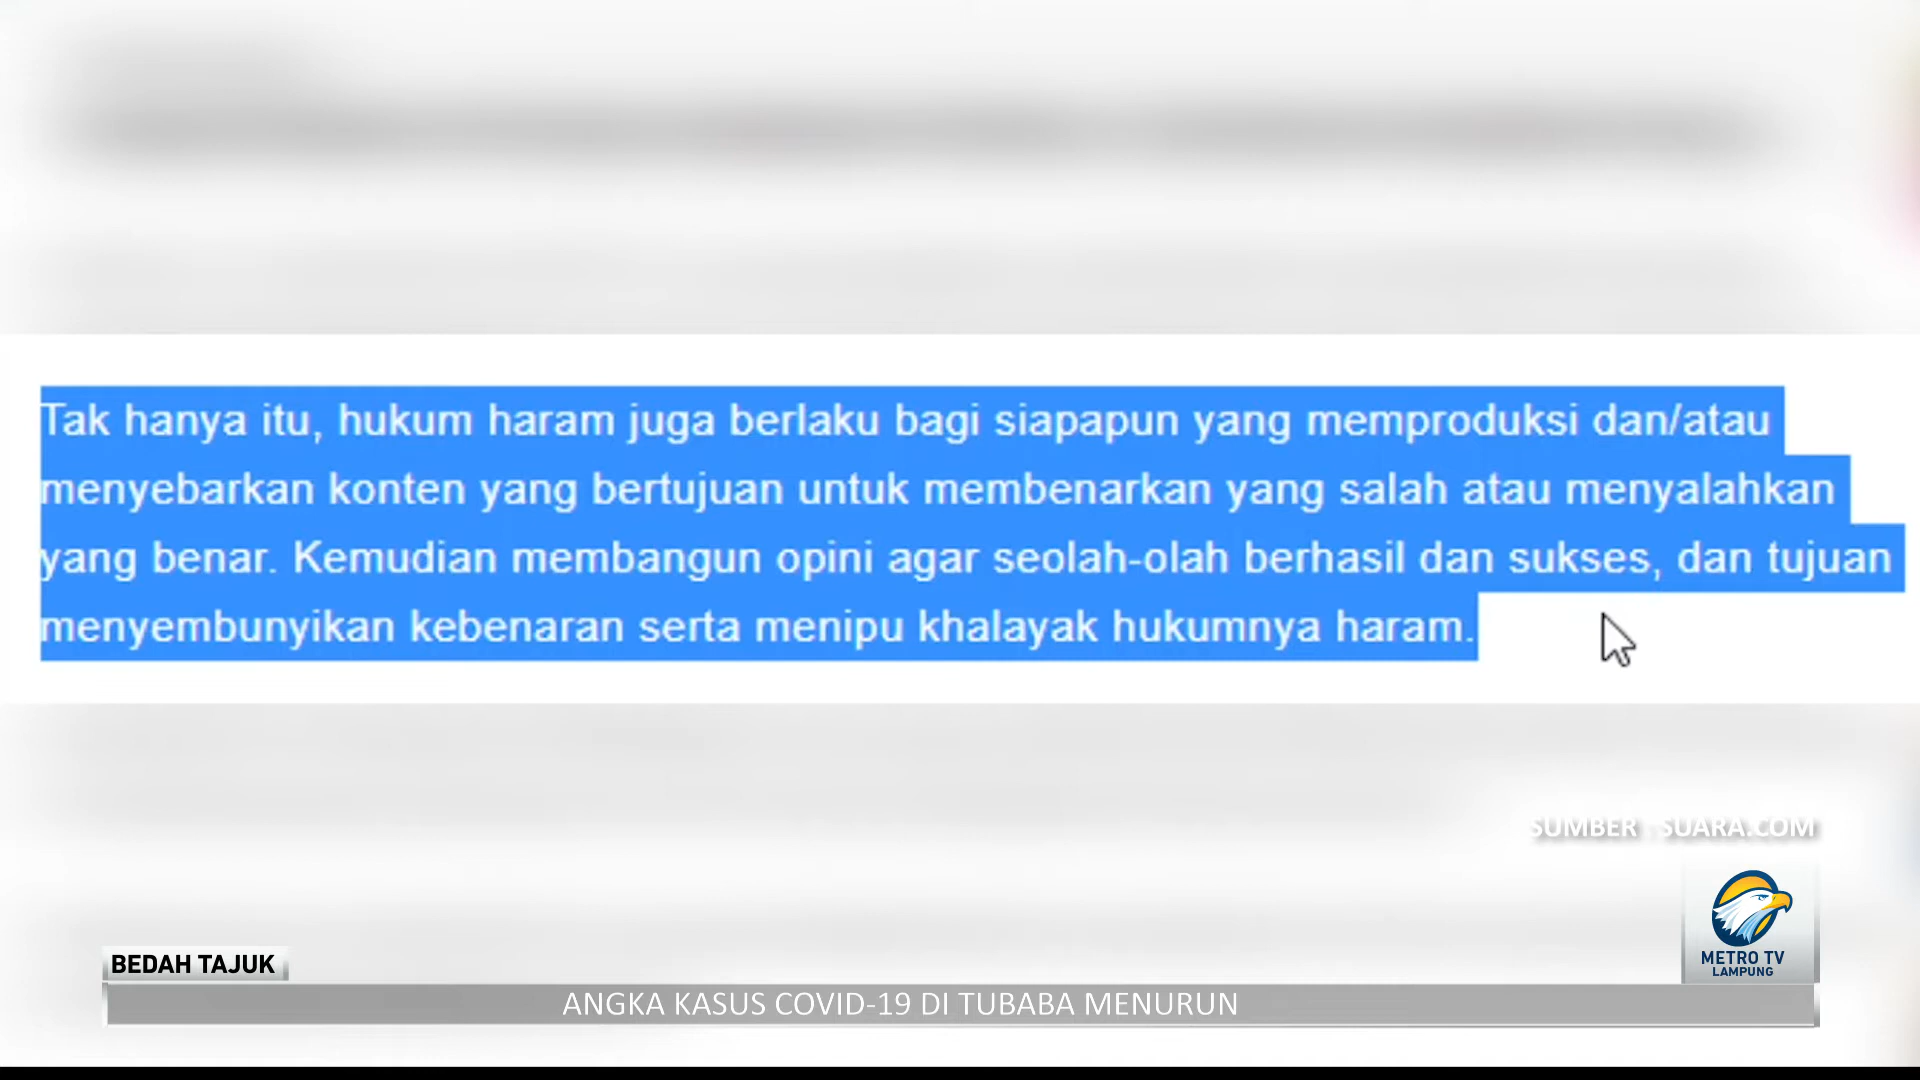 Tak hanya itu, hukum haram juga berlaku bagi siapapun yang memproduksi dan/atau
menyebarkan konten yang bertujuan untuk membenarkan yang salah atau menyalahkan
yang benar. Kemudian membangun opini agar seolah-olah berhasil dan sukses, dan tujuan
menyembunyikan kebenaran serta menipu khalayak hukumnya haram.
SUMBER : SUARA.COM
METRO TV
LAMPUNG
BEDAH TAJUK
ANGKA KASUS COVID-19 DI TUBABA MENURUN